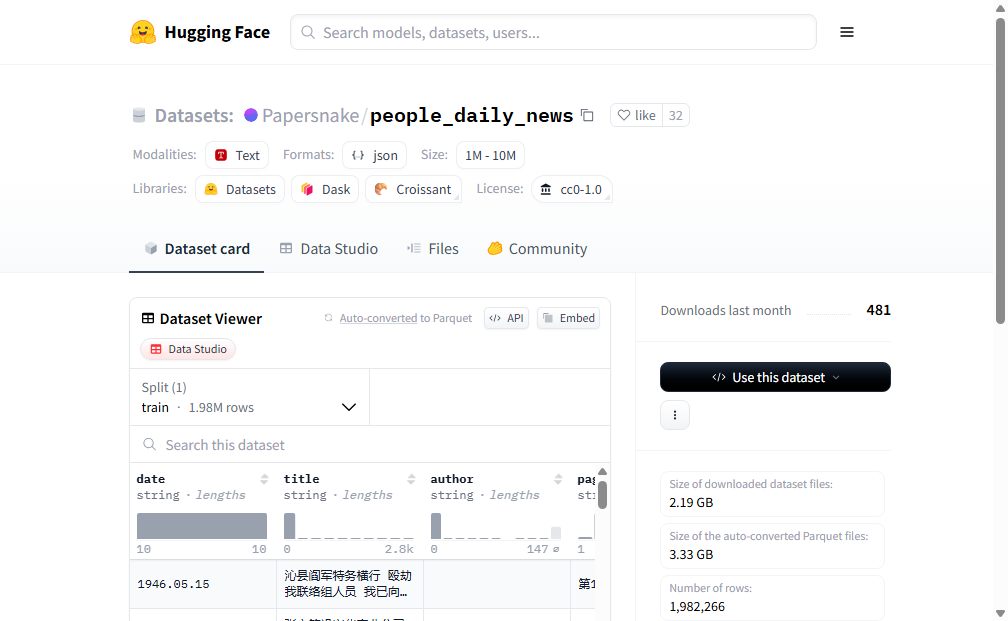 Hugging Face
Search models, datasets, users...
Datasets: Papersnake/people_daily_news like 32
Modalities: Text Formats: json Size: 1M - 10M
Libraries: Datasets Dask Croissant License: cc0-1.0
Dataset card Data Studio Files Community
Dataset Viewer Auto-converted to Parquet API Embed
Data Studio
Split (1)
train · 1.98M rows
Search this dataset
date title author
string · lengths string · lengths string · lengths
10 10 0 2.8k 0 147 ⌀ 1
1946.05.15
沁县阎军特务横行 殴劫
我联络组人员 我已向…
第1
Downloads last month 481
Use this dataset
Size of downloaded dataset files:
2.19 GB
Size of the auto-converted Parquet files:
3.33 GB
Number of rows:
1,982,266